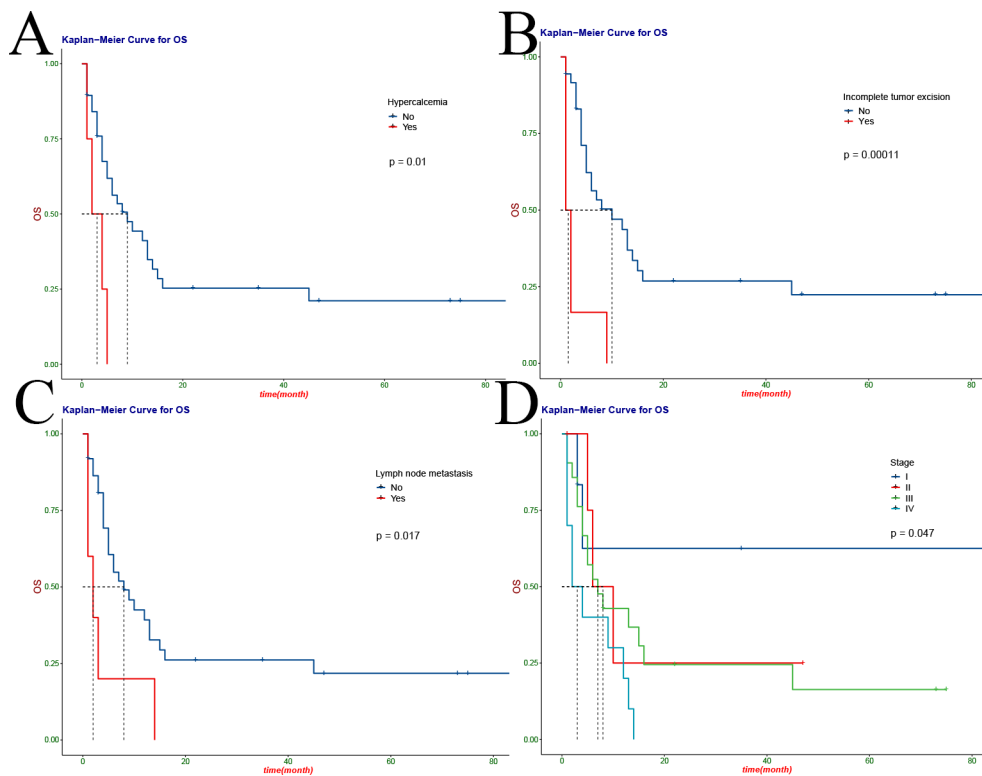 A
Kaplan-Meier Curve for OS
Hypercalcemia
No
Yes
p = 0.01
1.00
0.75
0.50
0.25
0.00
OS
0
20
40
60
80
time(month)
B
Kaplan-Meier Curve for OS
Incomplete tumor excision
No
Yes
p = 0.00011
1.00
0.75
0.50
0.25
0.00
OS
0
20
40
60
80
time(month)
C
Kaplan-Meier Curve for OS
Lymph node metastasis
No
Yes
p = 0.017
1.00
0.75
0.50
0.25
0.00
OS
0
20
40
60
80
time(month)
D
Kaplan-Meier Curve for OS
Stage
I
II
III
IV
p = 0.047
1.00
0.75
0.50
0.25
0.00
OS
0
20
40
60
80
time(month)